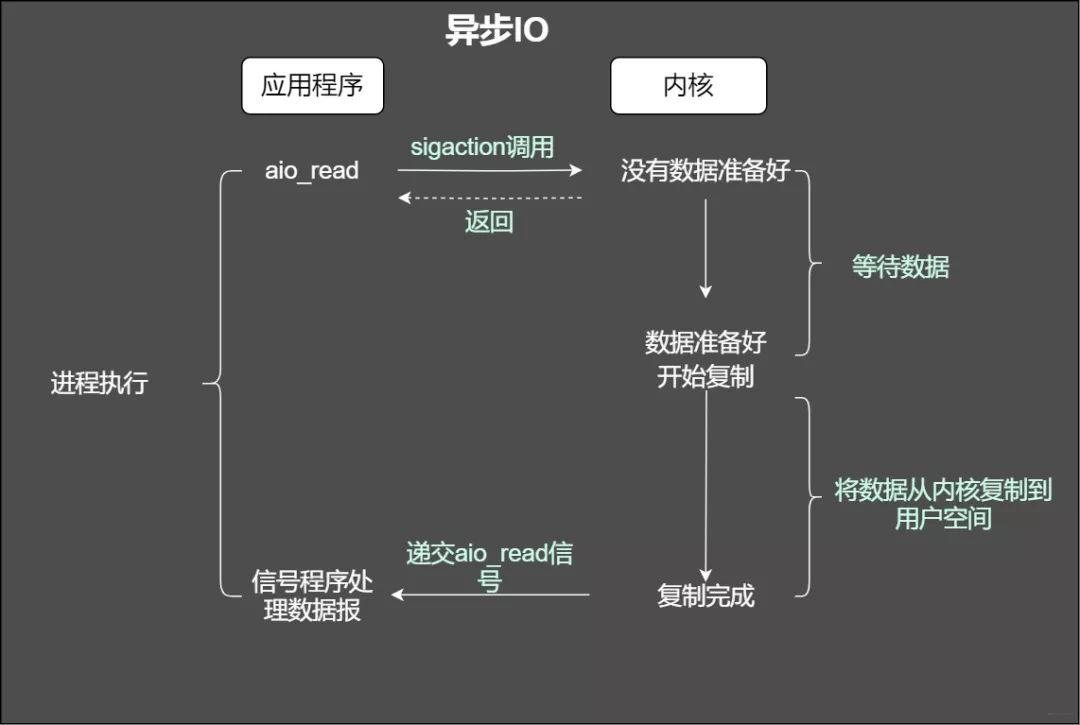 异步IO
应用程序
内核
sigaction调用
aio_read
没有数据准备好
返回
等待数据
数据准备好
开始复制
进程执行
将数据从内核复制到
用户空间
递交aio_read信
号
信号程序处
理数据报
复制完成